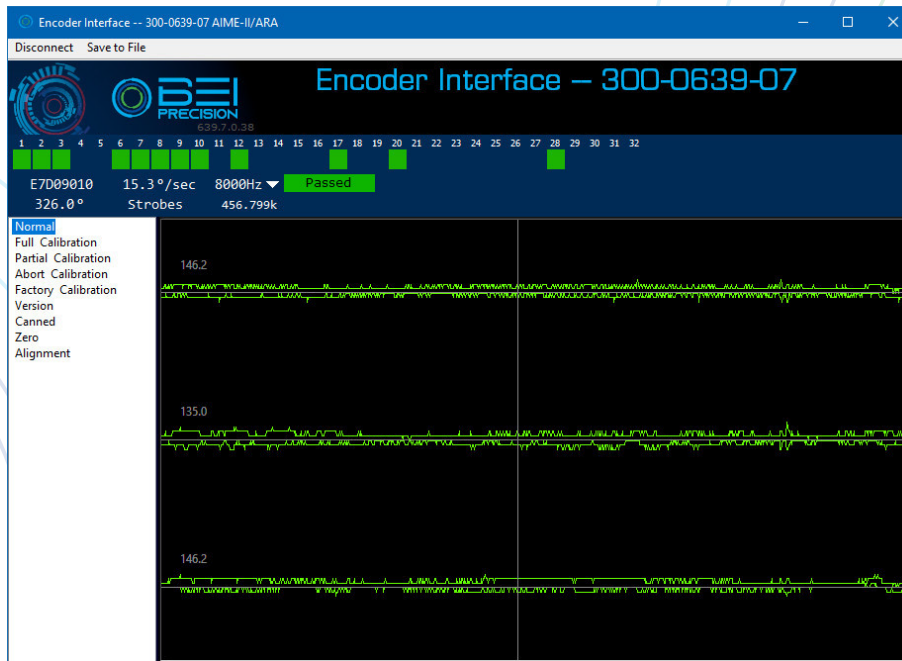 Encoder Interface -- 300-0639-07 AIME-II/ARA
Disconnect Save to File
BEI
PRECISION
Encoder Interface – 300-0639-07
639.7.0.38
1 2 3 4 5 6 7 8 9 10 11 12 13 14 15 16 17 18 19 20 21 22 23 24 25 26 27 28 29 30 31 32
E7D09010 15.3°/sec 8000Hz Passed
326.0° Strobes 456.799k
Normal
Full Calibration
Partial Calibration
Abort Calibration
Factory Calibration
Version
Canned
Zero
Alignment
146.2
135.0
146.2